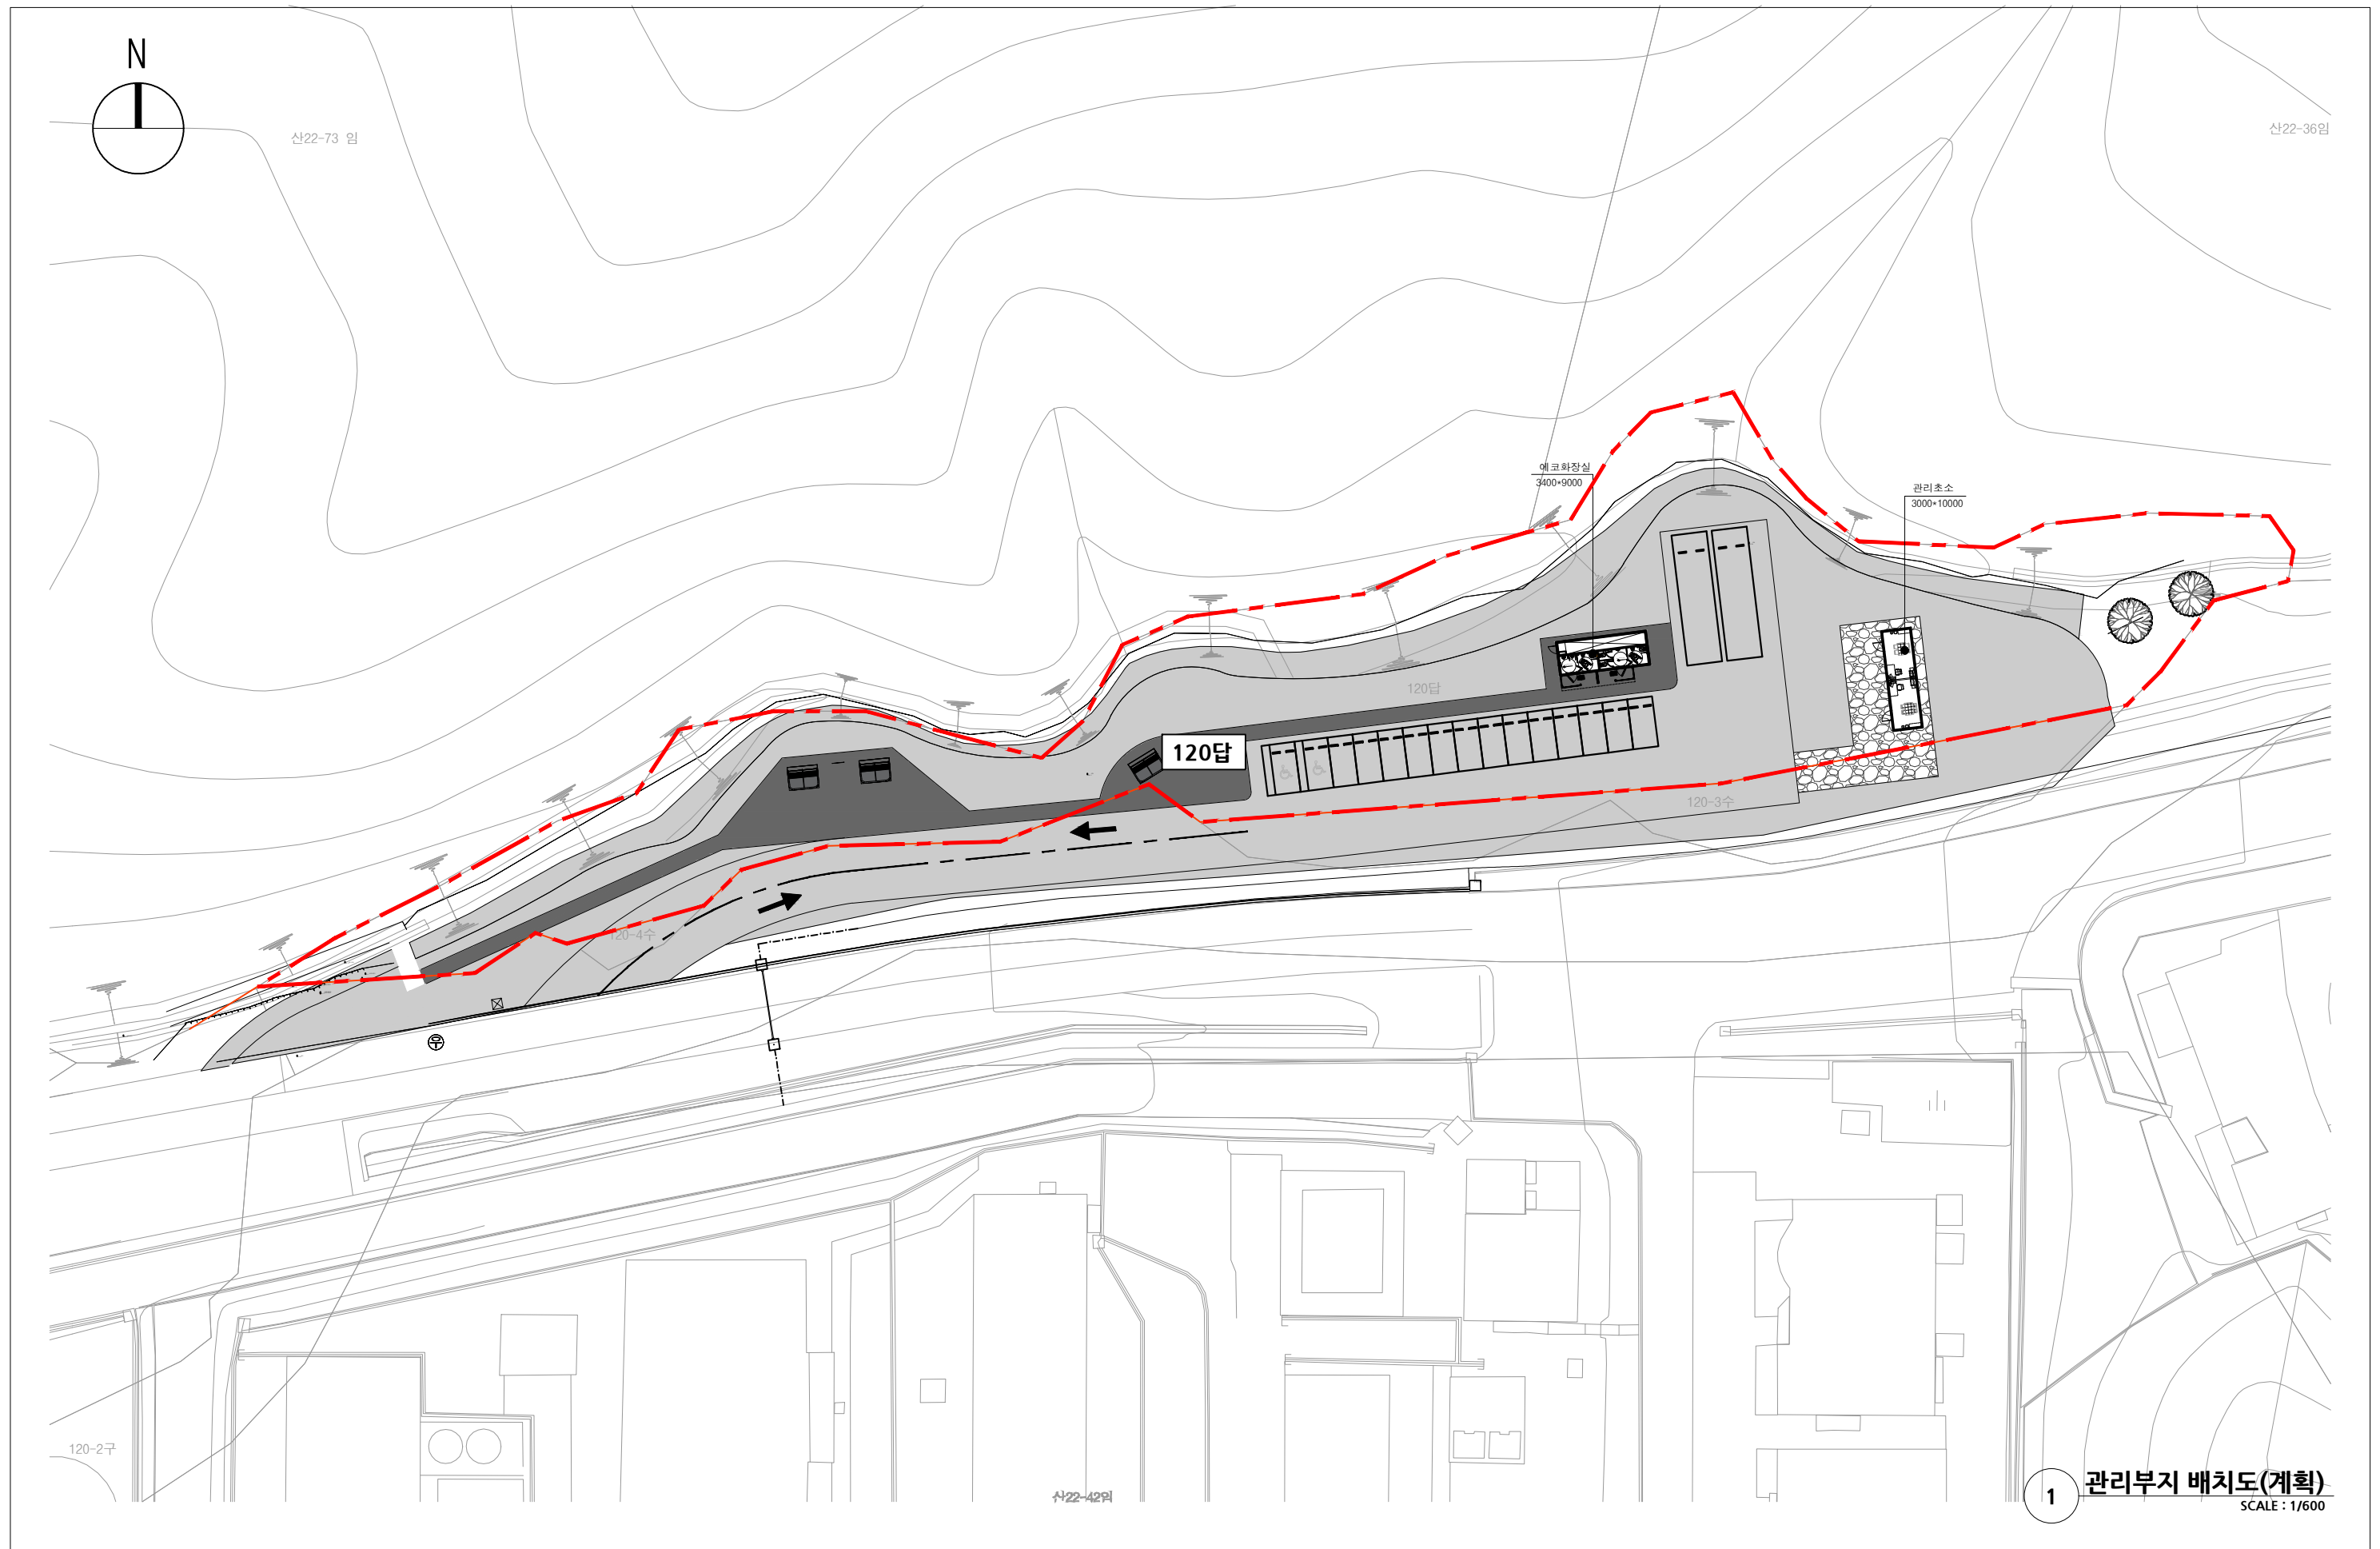 N
산22-73 임
산22-36임
에코화장실
3400*9000
관리초소
3000*10000
120답
120답
120-3수
120-4수
우
120-2구
산22-42임
1
관리부지 배치도(계획)
SCALE : 1/600